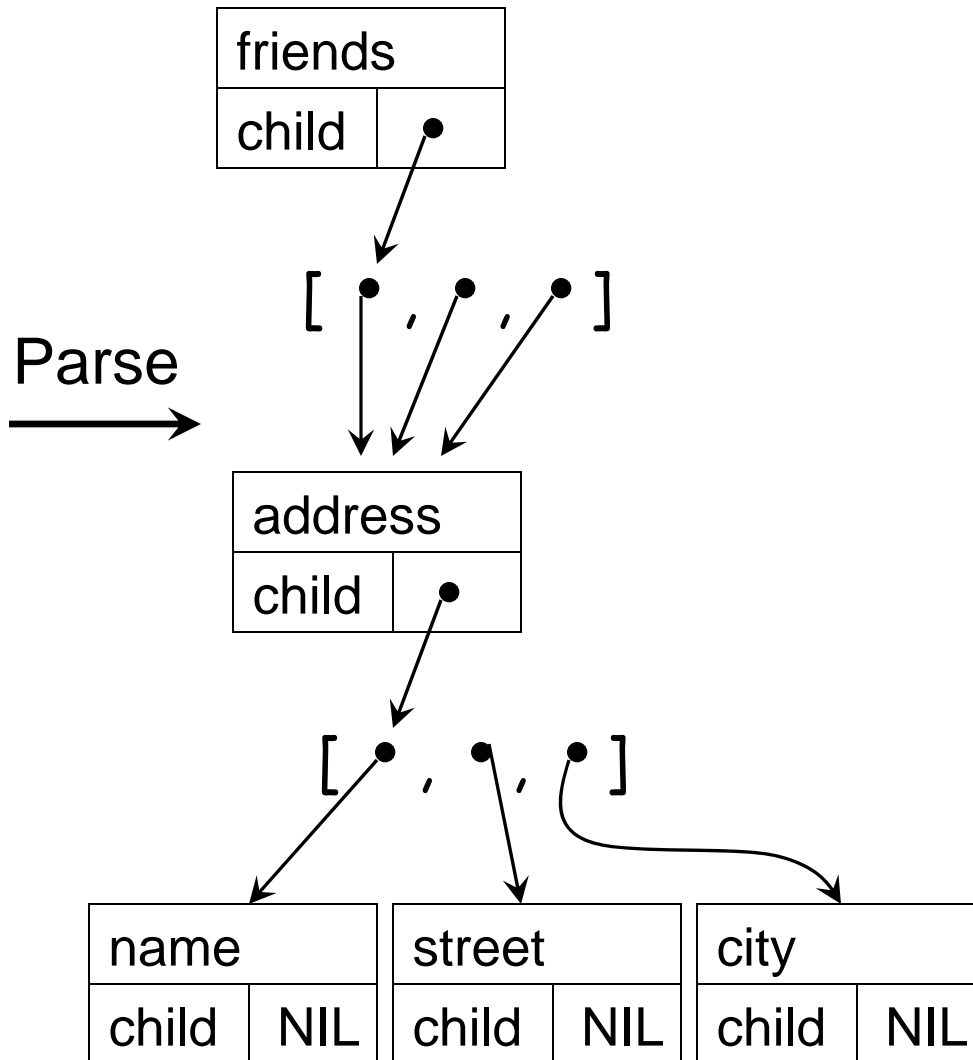 friends
child
[ , , ]
Parse
address
child
[ , , ]
name street city
child NIL child NIL child NIL